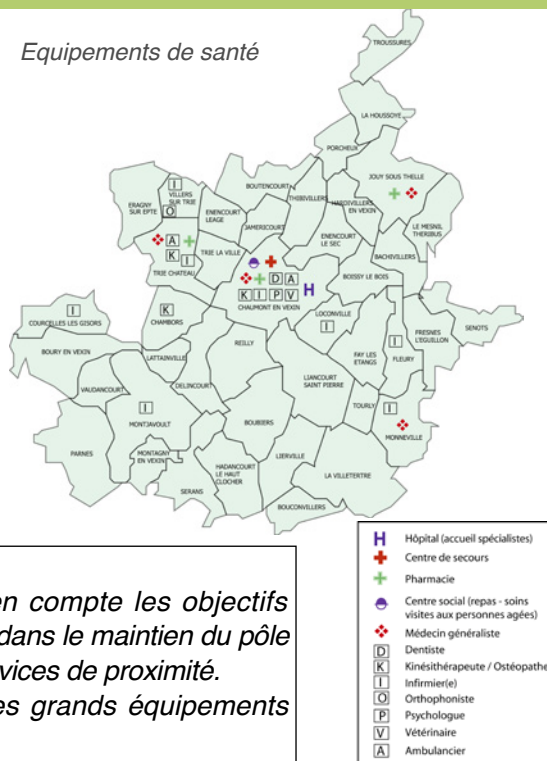 Equipements de santé
TROUSSURES
LA HOUSSOYE
PORCHEUX
JOUY SOUS THELLE
I
VILLERS
SUR TRIE
O
BOUTENCOURT
THIBIVILLERS
HARDIVILLERS
EN VEXIN
ERAGNY
SUR EPTE
ENENCOURT
LEAGE
JAMERICOURT
ENENCOURT
LE SEC
LE MESNIL
THERIBUS
A
K I
TRIE CHATEAU
TRIE LA VILLE
BACHIVILLERS
D A
K I P V H
CHAUMONT EN VEXIN
BOISSY LE BOIS
I
COURCELLES LES GISORS
K
CHAMBORS
LOCONVILLE
I
I
FLEURY
FRESNES
L'EGUILLON
SENOTS
BOURY EN VEXIN
LATTAINVILLE
REILLY
FAY LES
ETANGS
VAUDANCOURT
DELINCOURT
LIANCOURT
SAINT PIERRE
I
MONTJAVOULT
TOURLY
I
MONNEVILLE
BOUBIERS
PARNES
MONTAGNY
EN VEXIN
HADANCOURT
LE HAUT
CLOCHER
LIERVILLE
LA VILLETERTRE
SERANS
BOUCONVILLERS
en compte les objectifs
dans le maintien du pôle
vices de proximité.
es grands équipements
H Hôpital (accueil spécialistes)
Centre de secours
Pharmacie
Centre social (repas - soins
visites aux personnes agées)
Médecin généraliste
D Dentiste
K Kinésithérapeute / Ostéopathe
I Infirmier(e)
O Orthophoniste
P Psychologue
V Vétérinaire
A Ambulancier